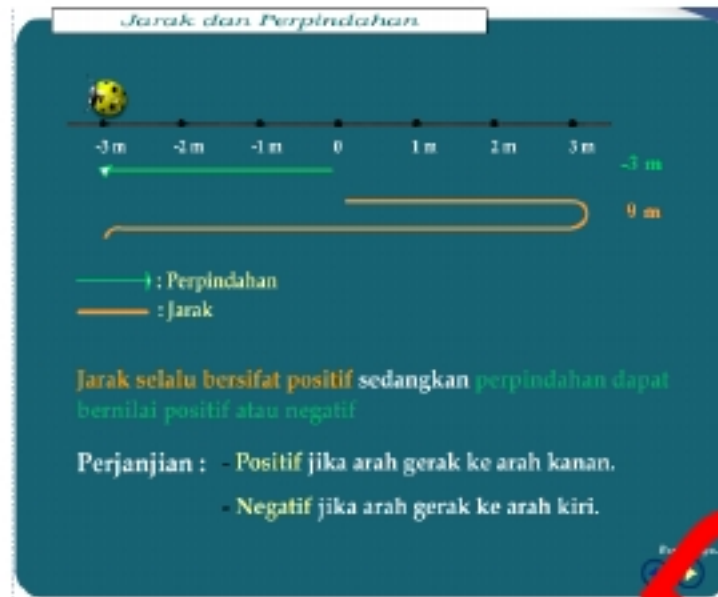 Jarak dan Perpindahan
-3 m -2 m -1 m 0 1 m 2 m 3 m
-3 m
9 m
: Perpindahan
: Jarak
Jarak selalu bersifat positif sedangkan perpindahan dapat
bernilai positif atau negatif
Perjanjian : - Positif jika arah gerak ke arah kanan.
- Negatif jika arah gerak ke arah kiri.